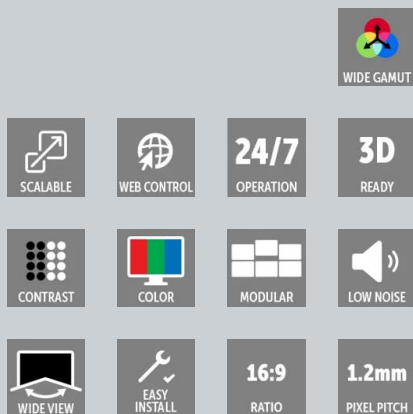 WIDE GAMUT
SCALABLE
WEB CONTROL
24/7
OPERATION
3D
READY
CONTRAST
COLOR
MODULAR
LOW NOISE
WIDE VIEW
EASY
INSTALL
16:9
RATIO
1.2mm
PIXEL PITCH